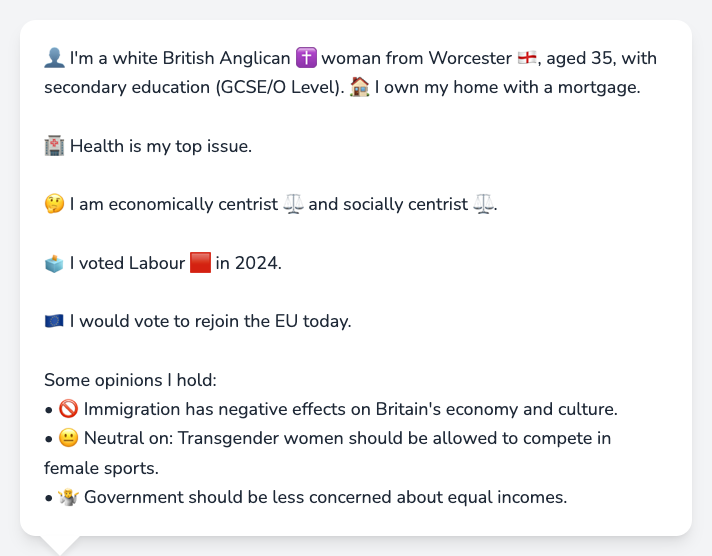 👤 I'm a white British Anglican ✝️ woman from Worcester 🏴󠁧󠁢󠁥󠁮󠁧󠁿, aged 35, with
secondary education (GCSE/O Level). 🏠 I own my home with a mortgage.
🏥 Health is my top issue.
🤔 I am economically centrist ⚖️ and socially centrist ⚖️.
🗳️ I voted Labour 🟥 in 2024.
🇪🇺 I would vote to rejoin the EU today.
Some opinions I hold:
• 🚫 Immigration has negative effects on Britain's economy and culture.
• 😐 Neutral on: Transgender women should be allowed to compete in
female sports.
• 🤷 Government should be less concerned about equal incomes.